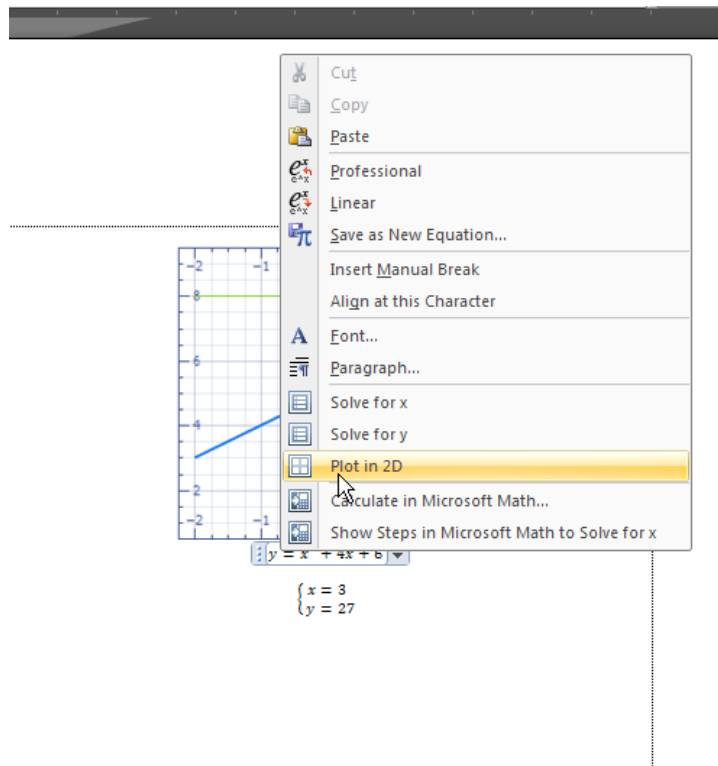 Cut
Copy
Paste
Professional
Linear
Save as New Equation...
Insert Manual Break
Align at this Character
Font...
Paragraph...
Solve for x
Solve for y
Plot in 2D
Calculate in Microsoft Math...
Show Steps in Microsoft Math to Solve for x
-2 -1
8
6
4
2
-2 -1
y = x + 4x + 6
x = 3
y = 27